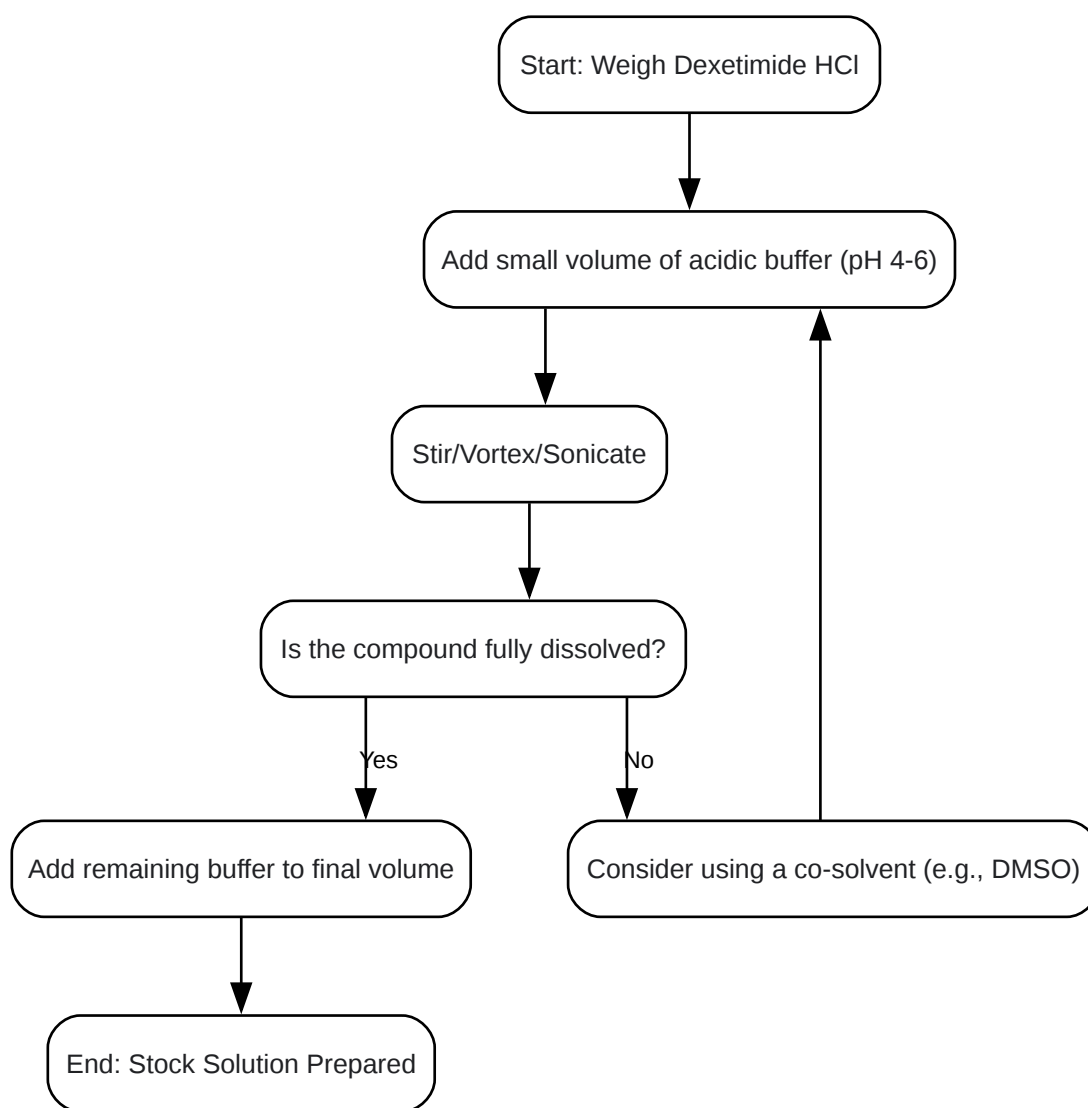 Start: Weigh Dexetimide HCl
Add small volume of acidic buffer (pH 4-6)
Stir/Vortex/Sonicate
Is the compound fully dissolved?
Yes
No
Add remaining buffer to final volume
Consider using a co-solvent (e.g., DMSO)
End: Stock Solution Prepared